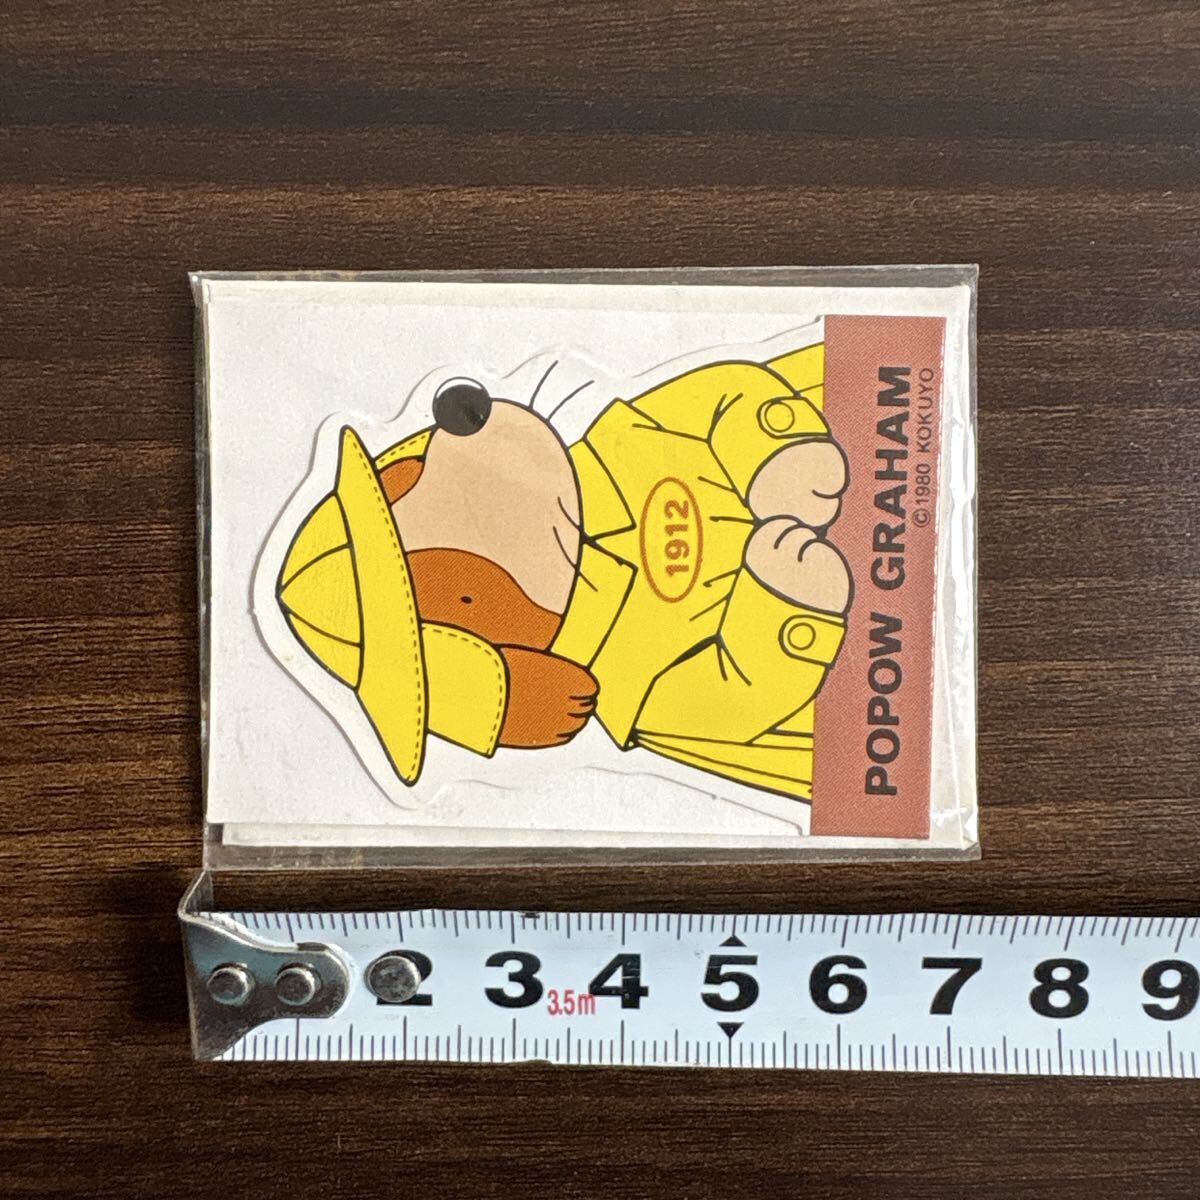 1912
POPOW GRAHAM
©1980 KOKUYO
2 3 4 5 6 7 8 9
3.5m